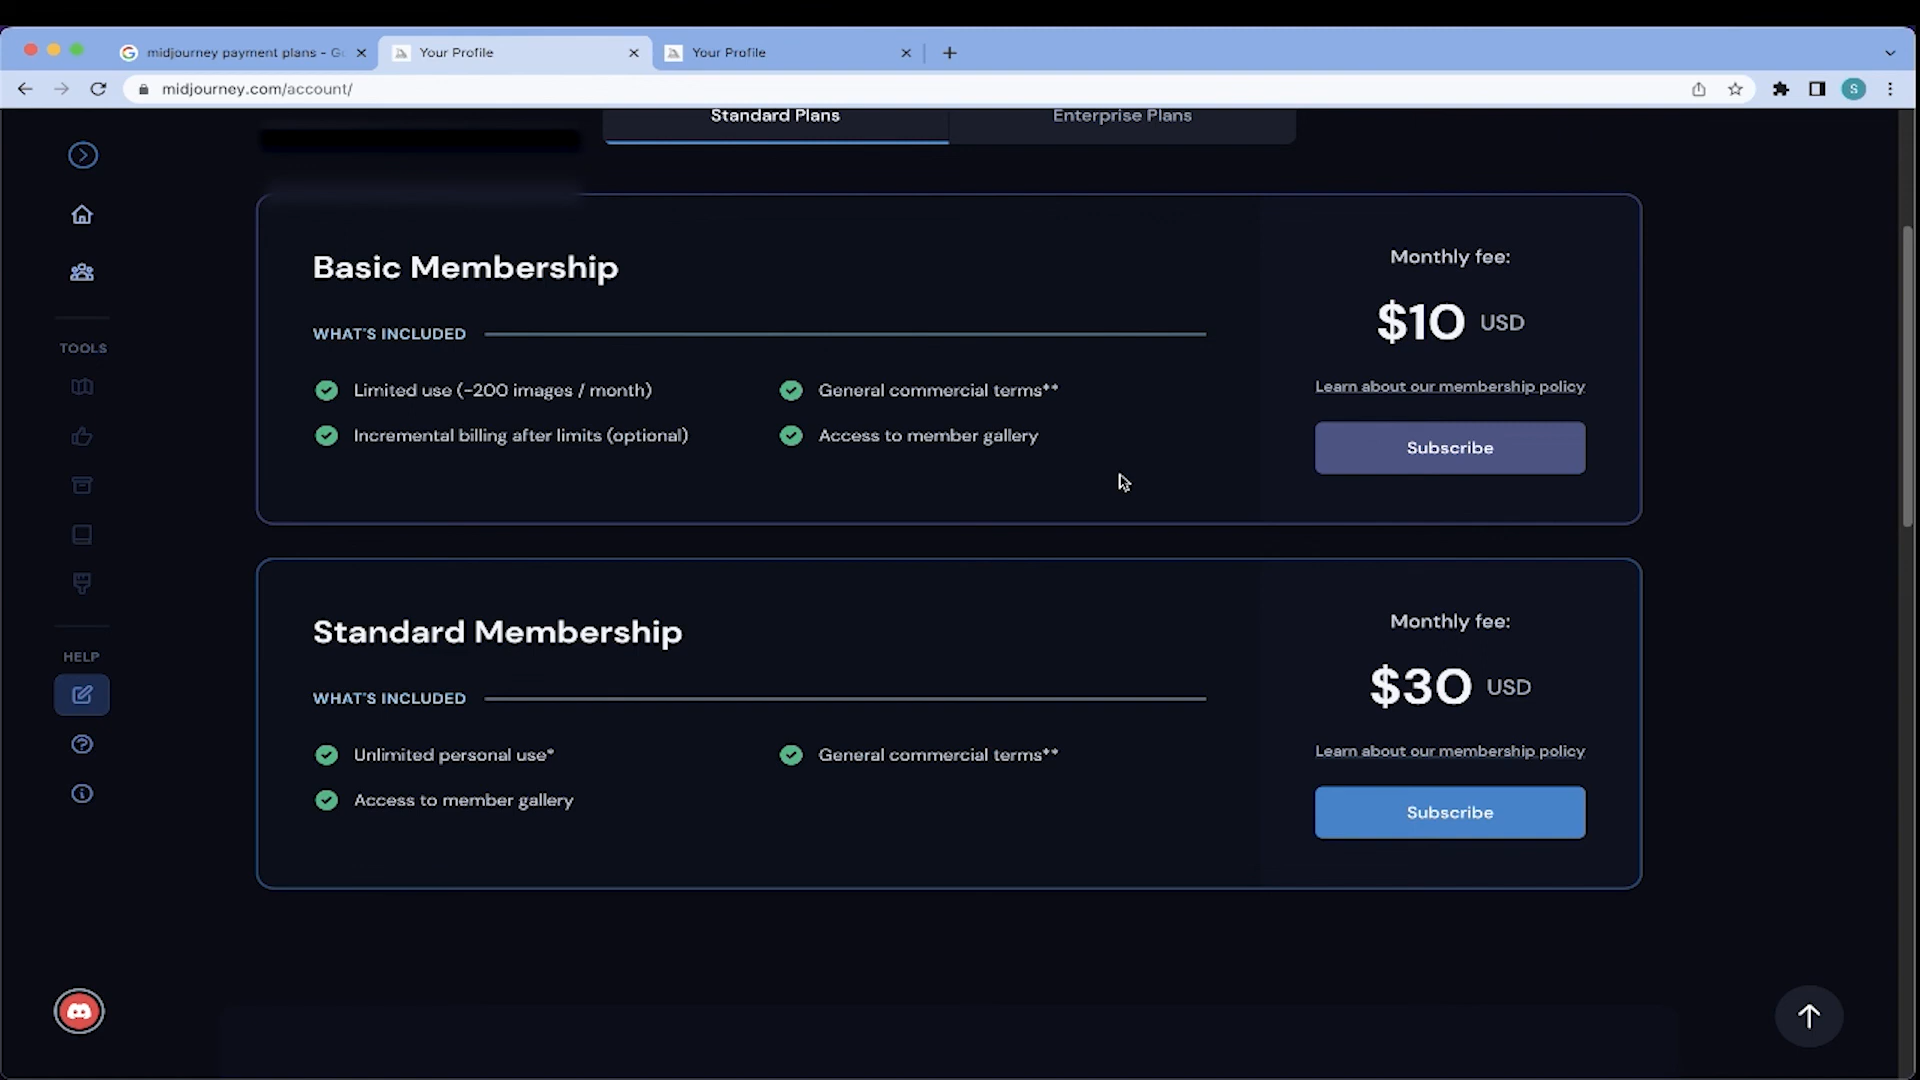 midjourney payment plans - Go
Your Profile
Your Profile
midjourney.com/account/
Standard Plans
Enterprise Plans
Basic Membership
WHAT'S INCLUDED
Limited use (~200 images / month)
General commercial terms**
Incremental billing after limits (optional)
Access to member gallery
Monthly fee:
$10 USD
Learn about our membership policy
Subscribe
TOOLS
HELP
Standard Membership
WHAT'S INCLUDED
Unlimited personal use*
General commercial terms**
Access to member gallery
Monthly fee:
$30 USD
Learn about our membership policy
Subscribe
S